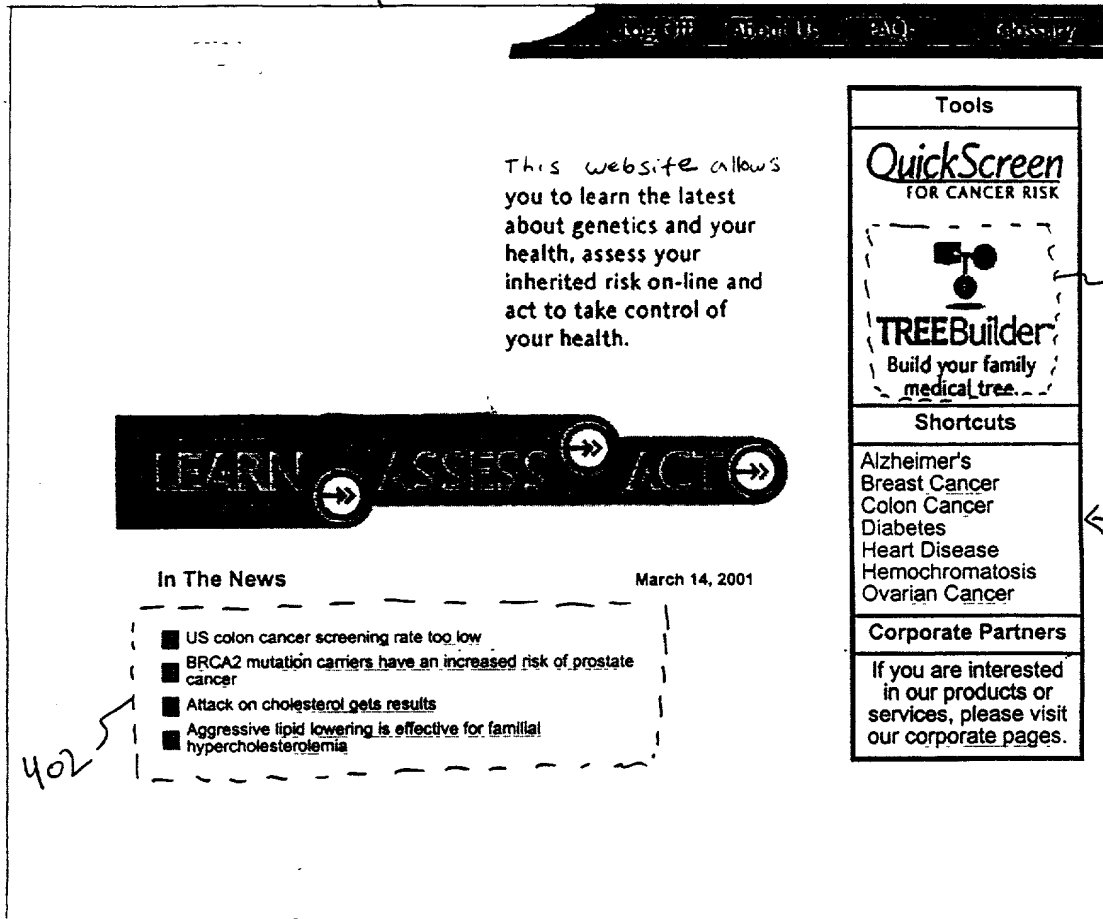 Log Off About Us FAQ Glossary
This website allows
you to learn the latest
about genetics and your
health, assess your
inherited risk on-line and
act to take control of
your health.
LEARN ASSESS ACT
In The News March 14, 2001
US colon cancer screening rate too low
BRCA2 mutation carriers have an increased risk of prostate
cancer
Attack on cholesterol gets results
Aggressive lipid lowering is effective for familial
hypercholesterolemia
402
Tools
QuickScreen
FOR CANCER RISK
TREEBuilder
Build your family
medical tree.
Shortcuts
Alzheimer's
Breast Cancer
Colon Cancer
Diabetes
Heart Disease
Hemochromatosis
Ovarian Cancer
Corporate Partners
If you are interested
in our products or
services, please visit
our corporate pages.